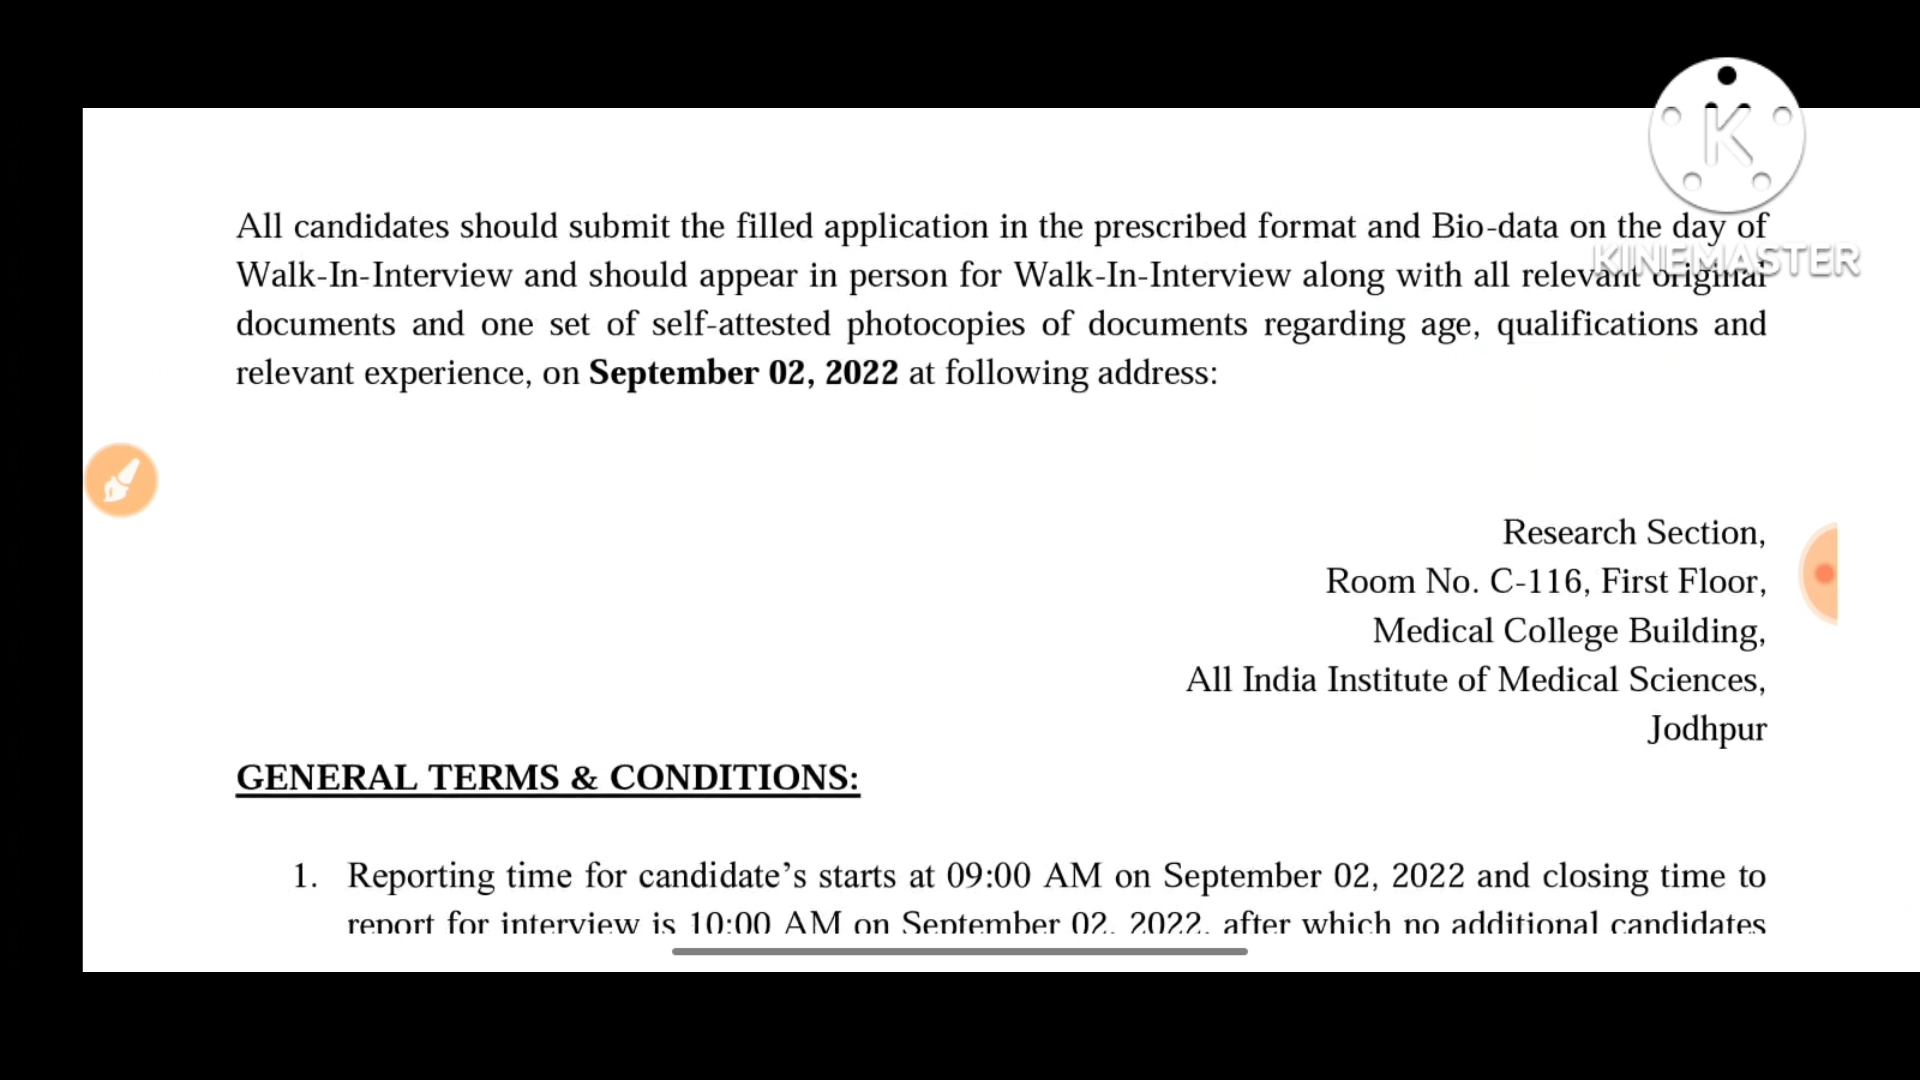 All candidates should submit the filled application in the prescribed format and Bio-data on the day of
Walk-In-Interview and should appear in person for Walk-In-Interview along with all relevant original
documents and one set of self-attested photocopies of documents regarding age, qualifications and
relevant experience, on September 02, 2022 at following address:
Research Section,
Room No. C-116, First Floor,
Medical College Building,
All India Institute of Medical Sciences,
Jodhpur
GENERAL TERMS & CONDITIONS:
1. Reporting time for candidate’s starts at 09:00 AM on September 02, 2022 and closing time to
report for interview is 10:00 AM on September 02, 2022, after which no additional candidates
K
KINEMASTER